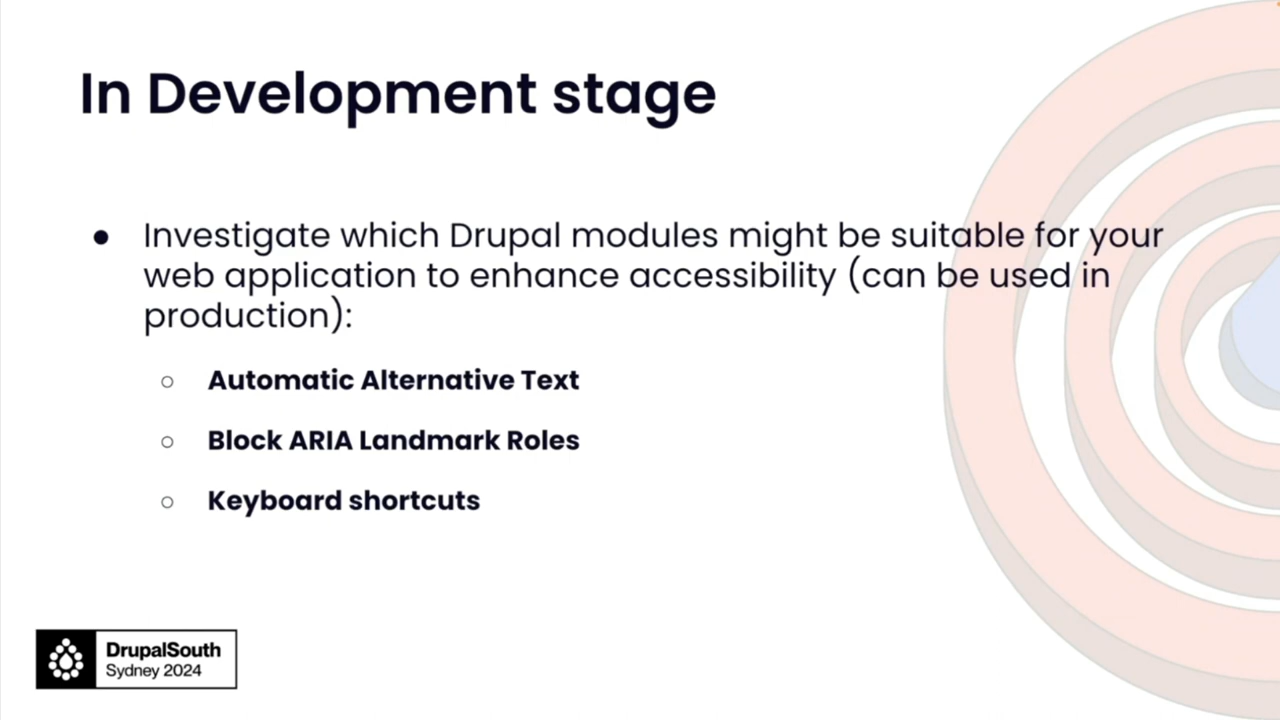 In Development stage
● Investigate which Drupal modules might be suitable for your
web application to enhance accessibility (can be used in
production):
○ Automatic Alternative Text
○ Block ARIA Landmark Roles
○ Keyboard shortcuts
DrupalSouth
Sydney 2024